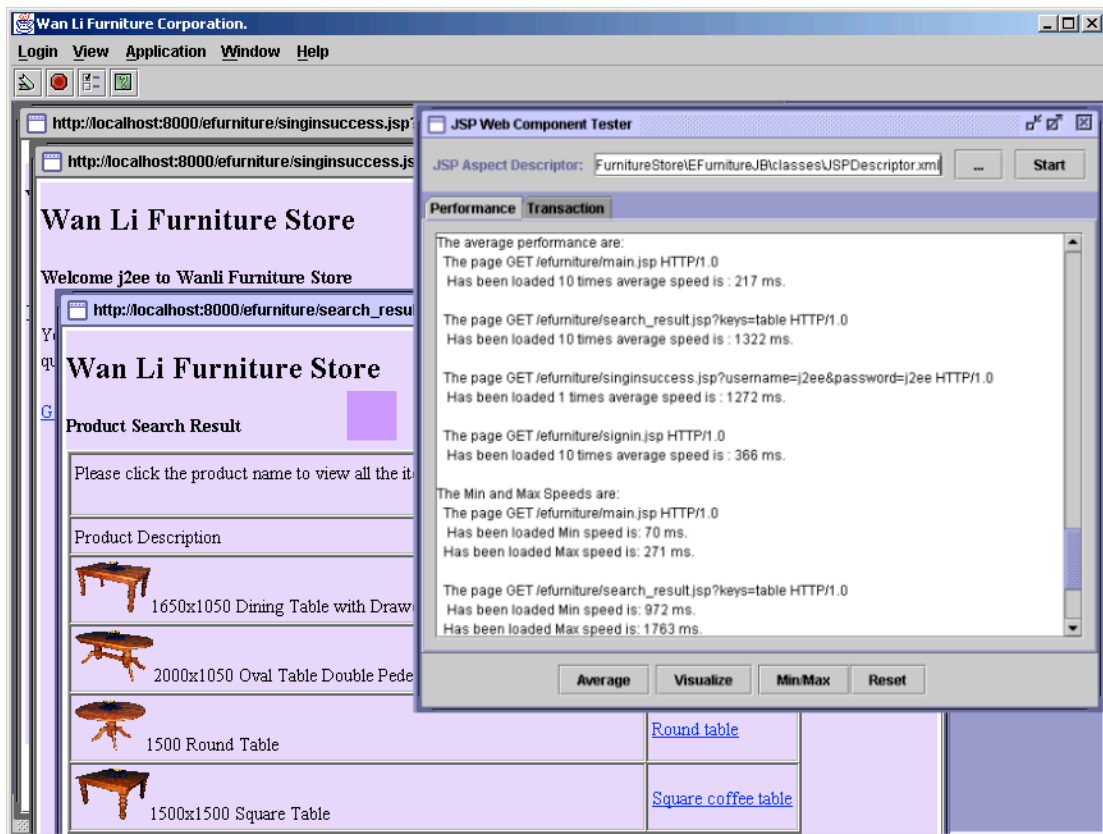 Wan Li Furniture Corporation.
Login View Application Window Help
http://localhost:8000/efurniture/singinsuccess.jsp?
http://localhost:8000/efurniture/singinsuccess.js
Wan Li Furniture Store
Welcome j2ee to Wanli Furniture Store
http://localhost:8000/efurniture/search_resu
Wan Li Furniture Store
Product Search Result
Please click the product name to view all the it
Product Description
1650x1050 Dining Table with Draw
2000x1050 Oval Table Double Pede
1500 Round Table
Round table
1500x1500 Square Table
Square coffee table
JSP Web Component Tester
JSP Aspect Descriptor: FurnitureStore\EFurnitureJB\classes\JSPDescriptor.xml ... Start
Performance Transaction
The average performance are:
The page GET /efurniture/main.jsp HTTP/1.0
Has been loaded 10 times average speed is : 217 ms.
The page GET /efurniture/search_result.jsp?keys=table HTTP/1.0
Has been loaded 10 times average speed is : 1322 ms.
The page GET /efurniture/singinsuccess.jsp?username=j2ee&password=j2ee HTTP/1.0
Has been loaded 1 times average speed is : 1272 ms.
The page GET /efurniture/signin.jsp HTTP/1.0
Has been loaded 10 times average speed is : 366 ms.
The Min and Max Speeds are:
The page GET /efurniture/main.jsp HTTP/1.0
Has been loaded Min speed is: 70 ms.
Has been loaded Max speed is: 271 ms.
The page GET /efurniture/search_result.jsp?keys=table HTTP/1.0
Has been loaded Min speed is: 972 ms.
Has been loaded Max speed is: 1763 ms.
Average Visualize Min/Max Reset